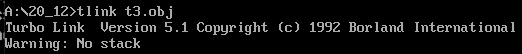 A:\20_12>tlink t3.obj
Turbo Link  Version 5.1 Copyright (c) 1992 Borland International
Warning: No stack